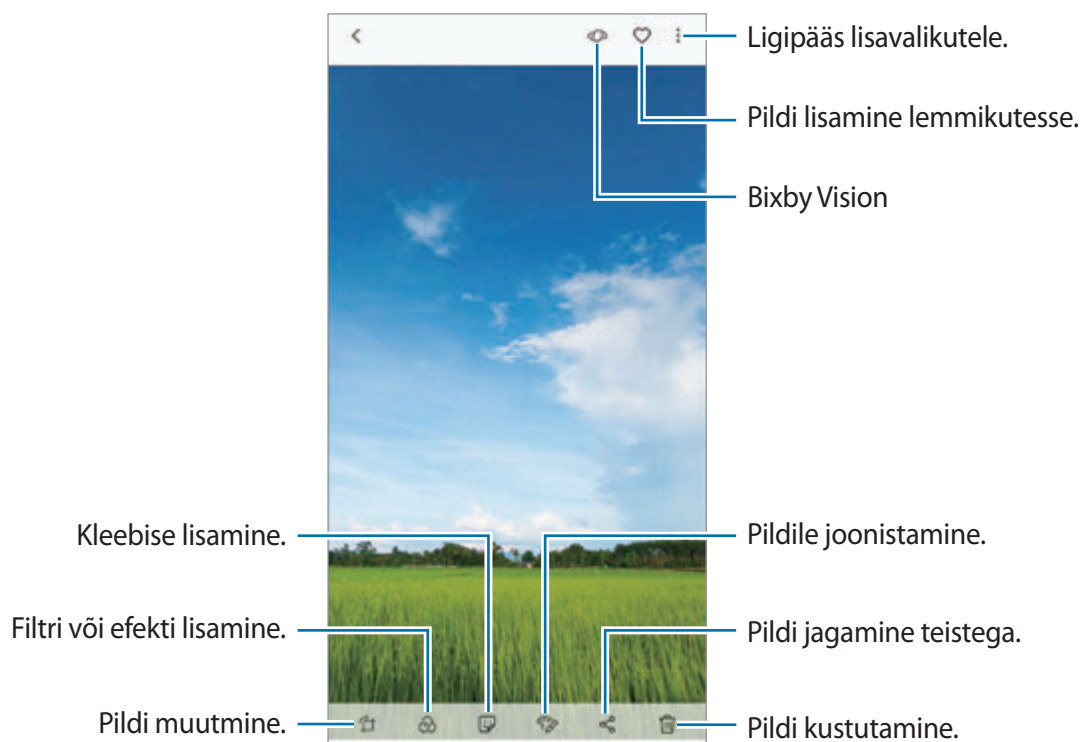 Ligipääs lisavalikutele.
Pildi lisamine lemmikutesse.
Bixby Vision
Kleebise lisamine.
Pildile joonistamine.
Filtri või efekti lisamine.
Pildi jagamine teistega.
Pildi muutmine.
Pildi kustutamine.